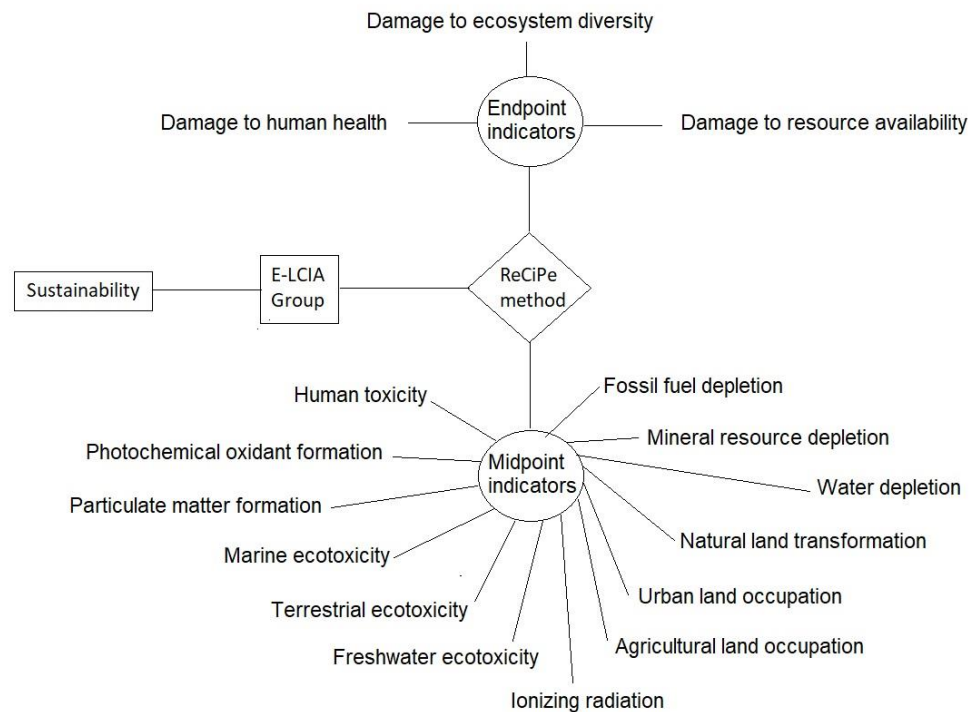 Damage to ecosystem diversity
Endpoint
indicators
Damage to human health
Damage to resource availability
ReCiPe
method
E-LCIA
Group
Sustainability
Human toxicity
Fossil fuel depletion
Photochemical oxidant formation
Mineral resource depletion
Midpoint
indicators
Water depletion
Particulate matter formation
Natural land transformation
Marine ecotoxicity
Urban land occupation
Terrestrial ecotoxicity
Agricultural land occupation
Freshwater ecotoxicity
Ionizing radiation